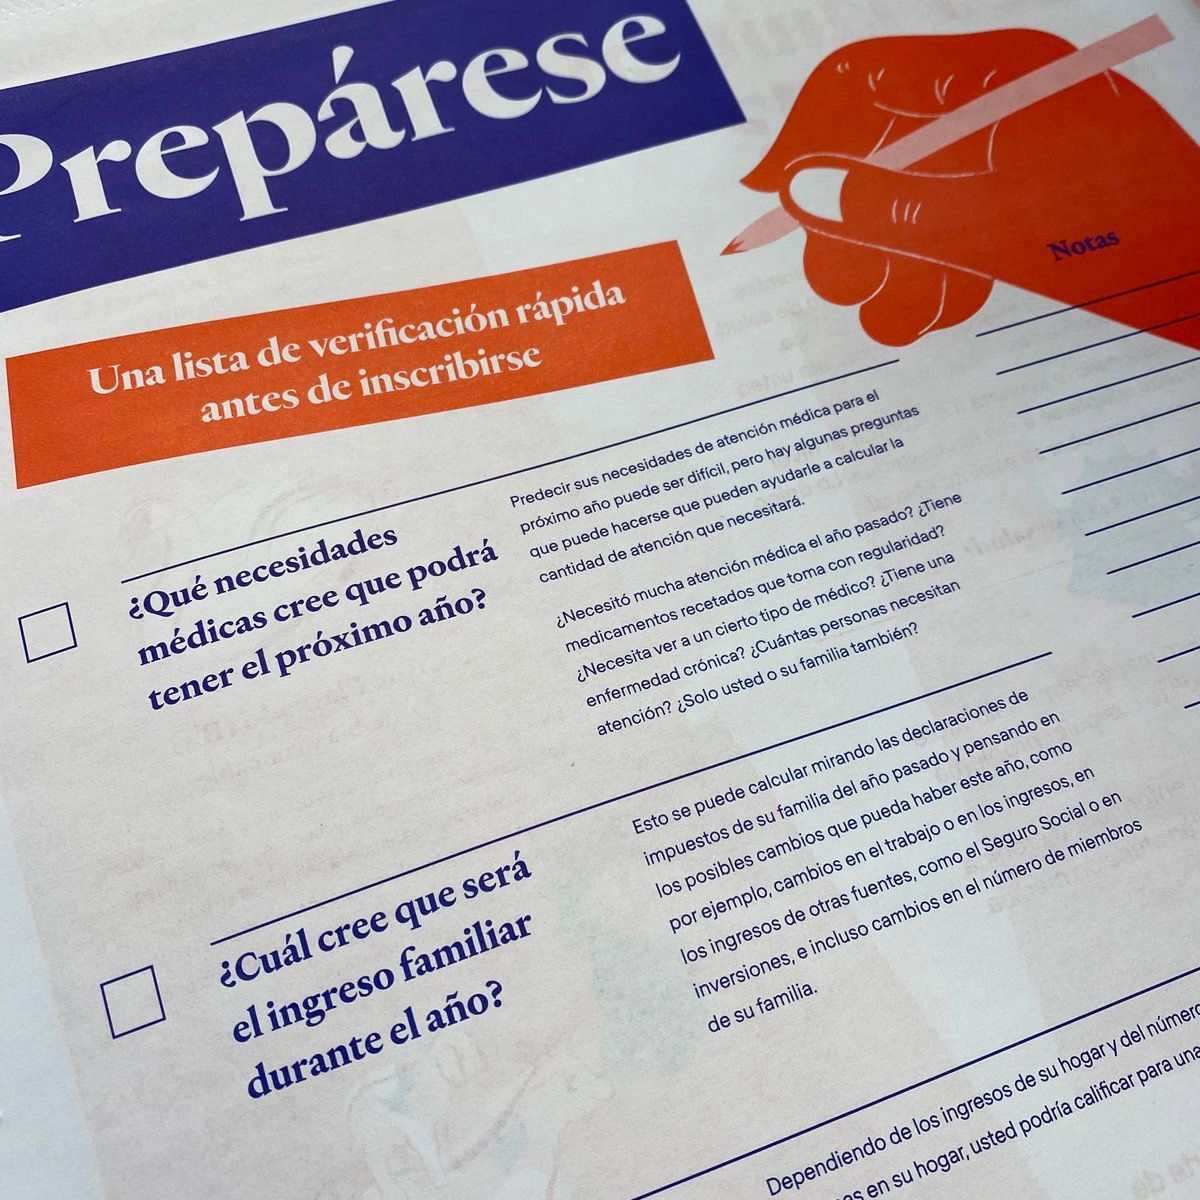 Prepárese
Una lista de verificación rápida
antes de inscribirse
Notas
¿Qué necesidades
médicas cree que podrá
tener el próximo año?
Predecir sus necesidades de atención médica para el
próximo año puede ser difícil, pero hay algunas preguntas
que puede hacerse que pueden ayudarle a calcular la
cantidad de atención que necesitará.
¿Necesitó mucha atención médica el año pasado? ¿Tiene
medicamentos recetados que toma con regularidad?
¿Necesita ver a un cierto tipo de médico? ¿Tiene una
enfermedad crónica? ¿Cuántas personas necesitan
atención? ¿Solo usted o su familia también?
¿Cuál cree que será
el ingreso familiar
durante el año?
Esto se puede calcular mirando las declaraciones de
impuestos de su familia del año pasado y pensando en
los posibles cambios que pueda haber este año, como
por ejemplo, cambios en el trabajo o en los ingresos, en
los ingresos de otras fuentes, como el Seguro Social o en
inversiones, e incluso cambios en el número de miembros
de su familia.
Dependiendo de los ingresos de su hogar y del número
en su hogar, usted podría calificar para una